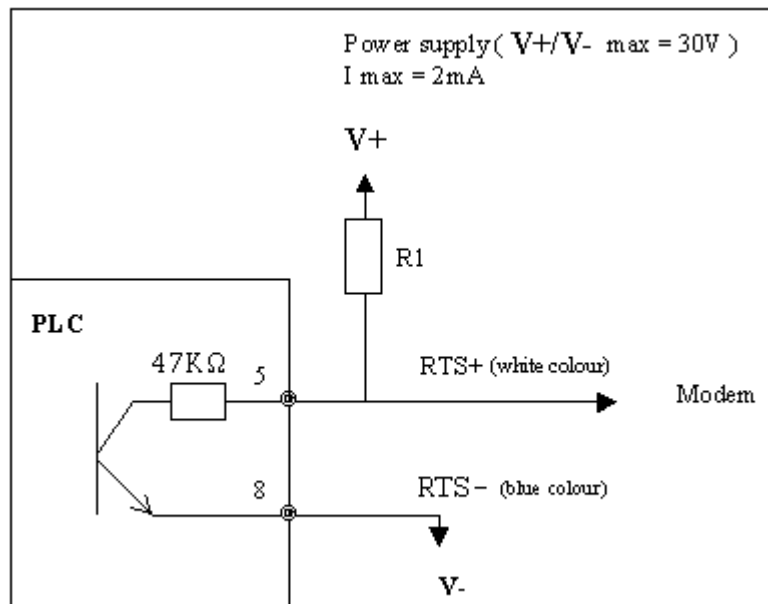 Power supply ( V+/V- max = 30V )
I max = 2mA
V+
R1
PLC
47KΩ
5
RTS+ (white colour)
Modem
8
RTS− (blue colour)
V-